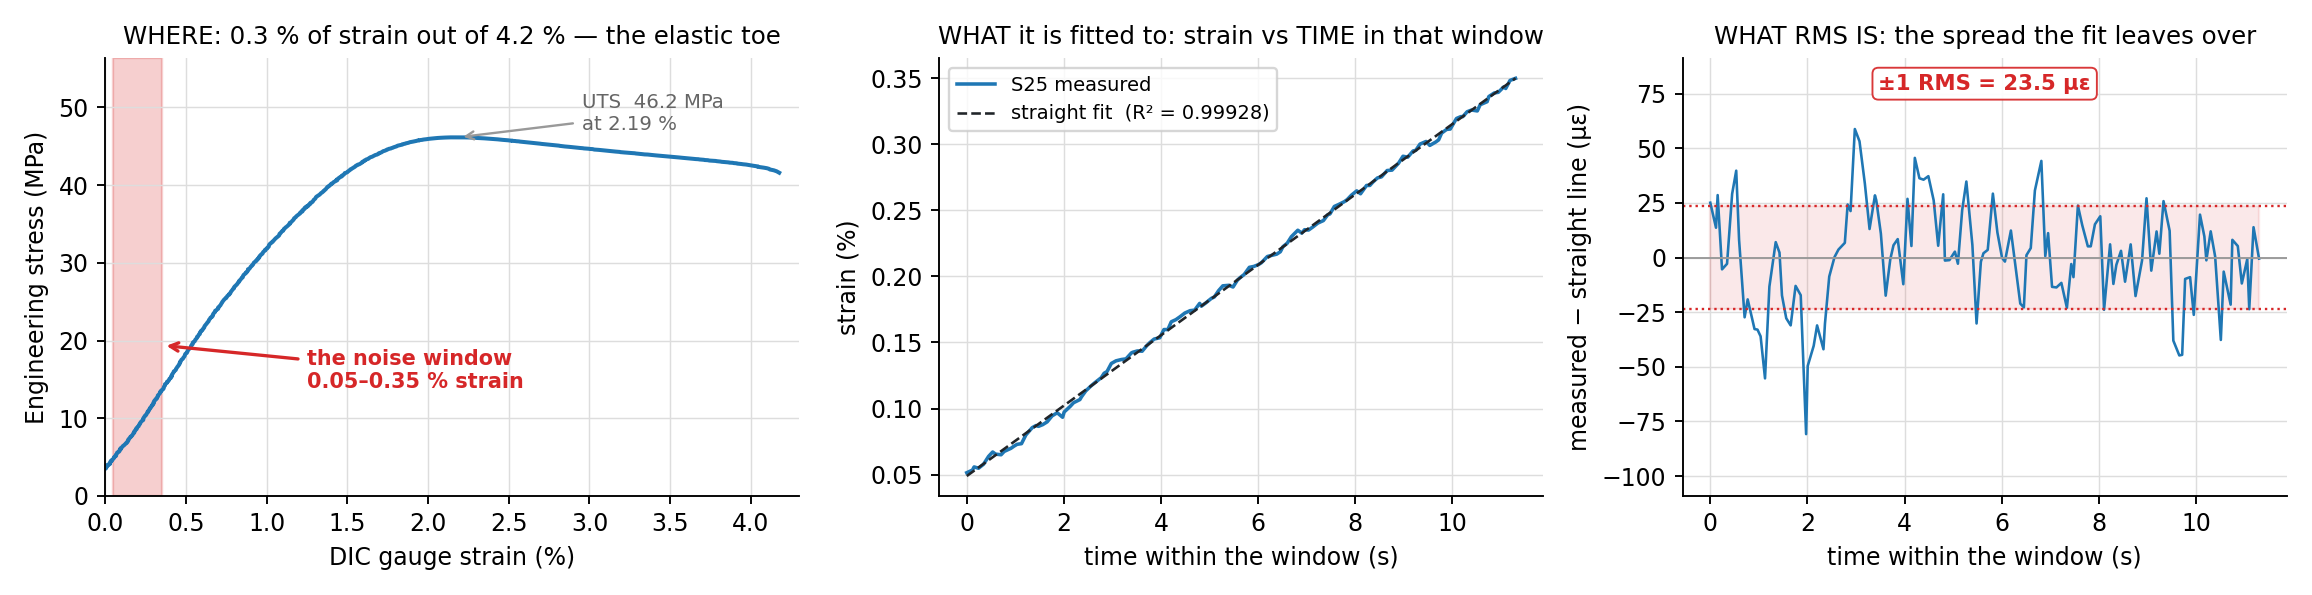 WHERE: 0.3 % of strain out of 4.2 % — the elastic toe
Engineering stress (MPa)
50
40
30
20
10
0
UTS  46.2 MPa
at 2.19 %
the noise window
0.05–0.35 % strain
0.0 0.5 1.0 1.5 2.0 2.5 3.0 3.5 4.0
DIC gauge strain (%)
WHAT it is fitted to: strain vs TIME in that window
strain (%)
0.35
0.30
0.25
0.20
0.15
0.10
0.05
S25 measured
straight fit  (R² = 0.99928)
0 2 4 6 8 10
time within the window (s)
WHAT RMS IS: the spread the fit leaves over
measured − straight line (µε)
75
50
25
0
−25
−50
−75
−100
±1 RMS = 23.5 µε
0 2 4 6 8 10
time within the window (s)